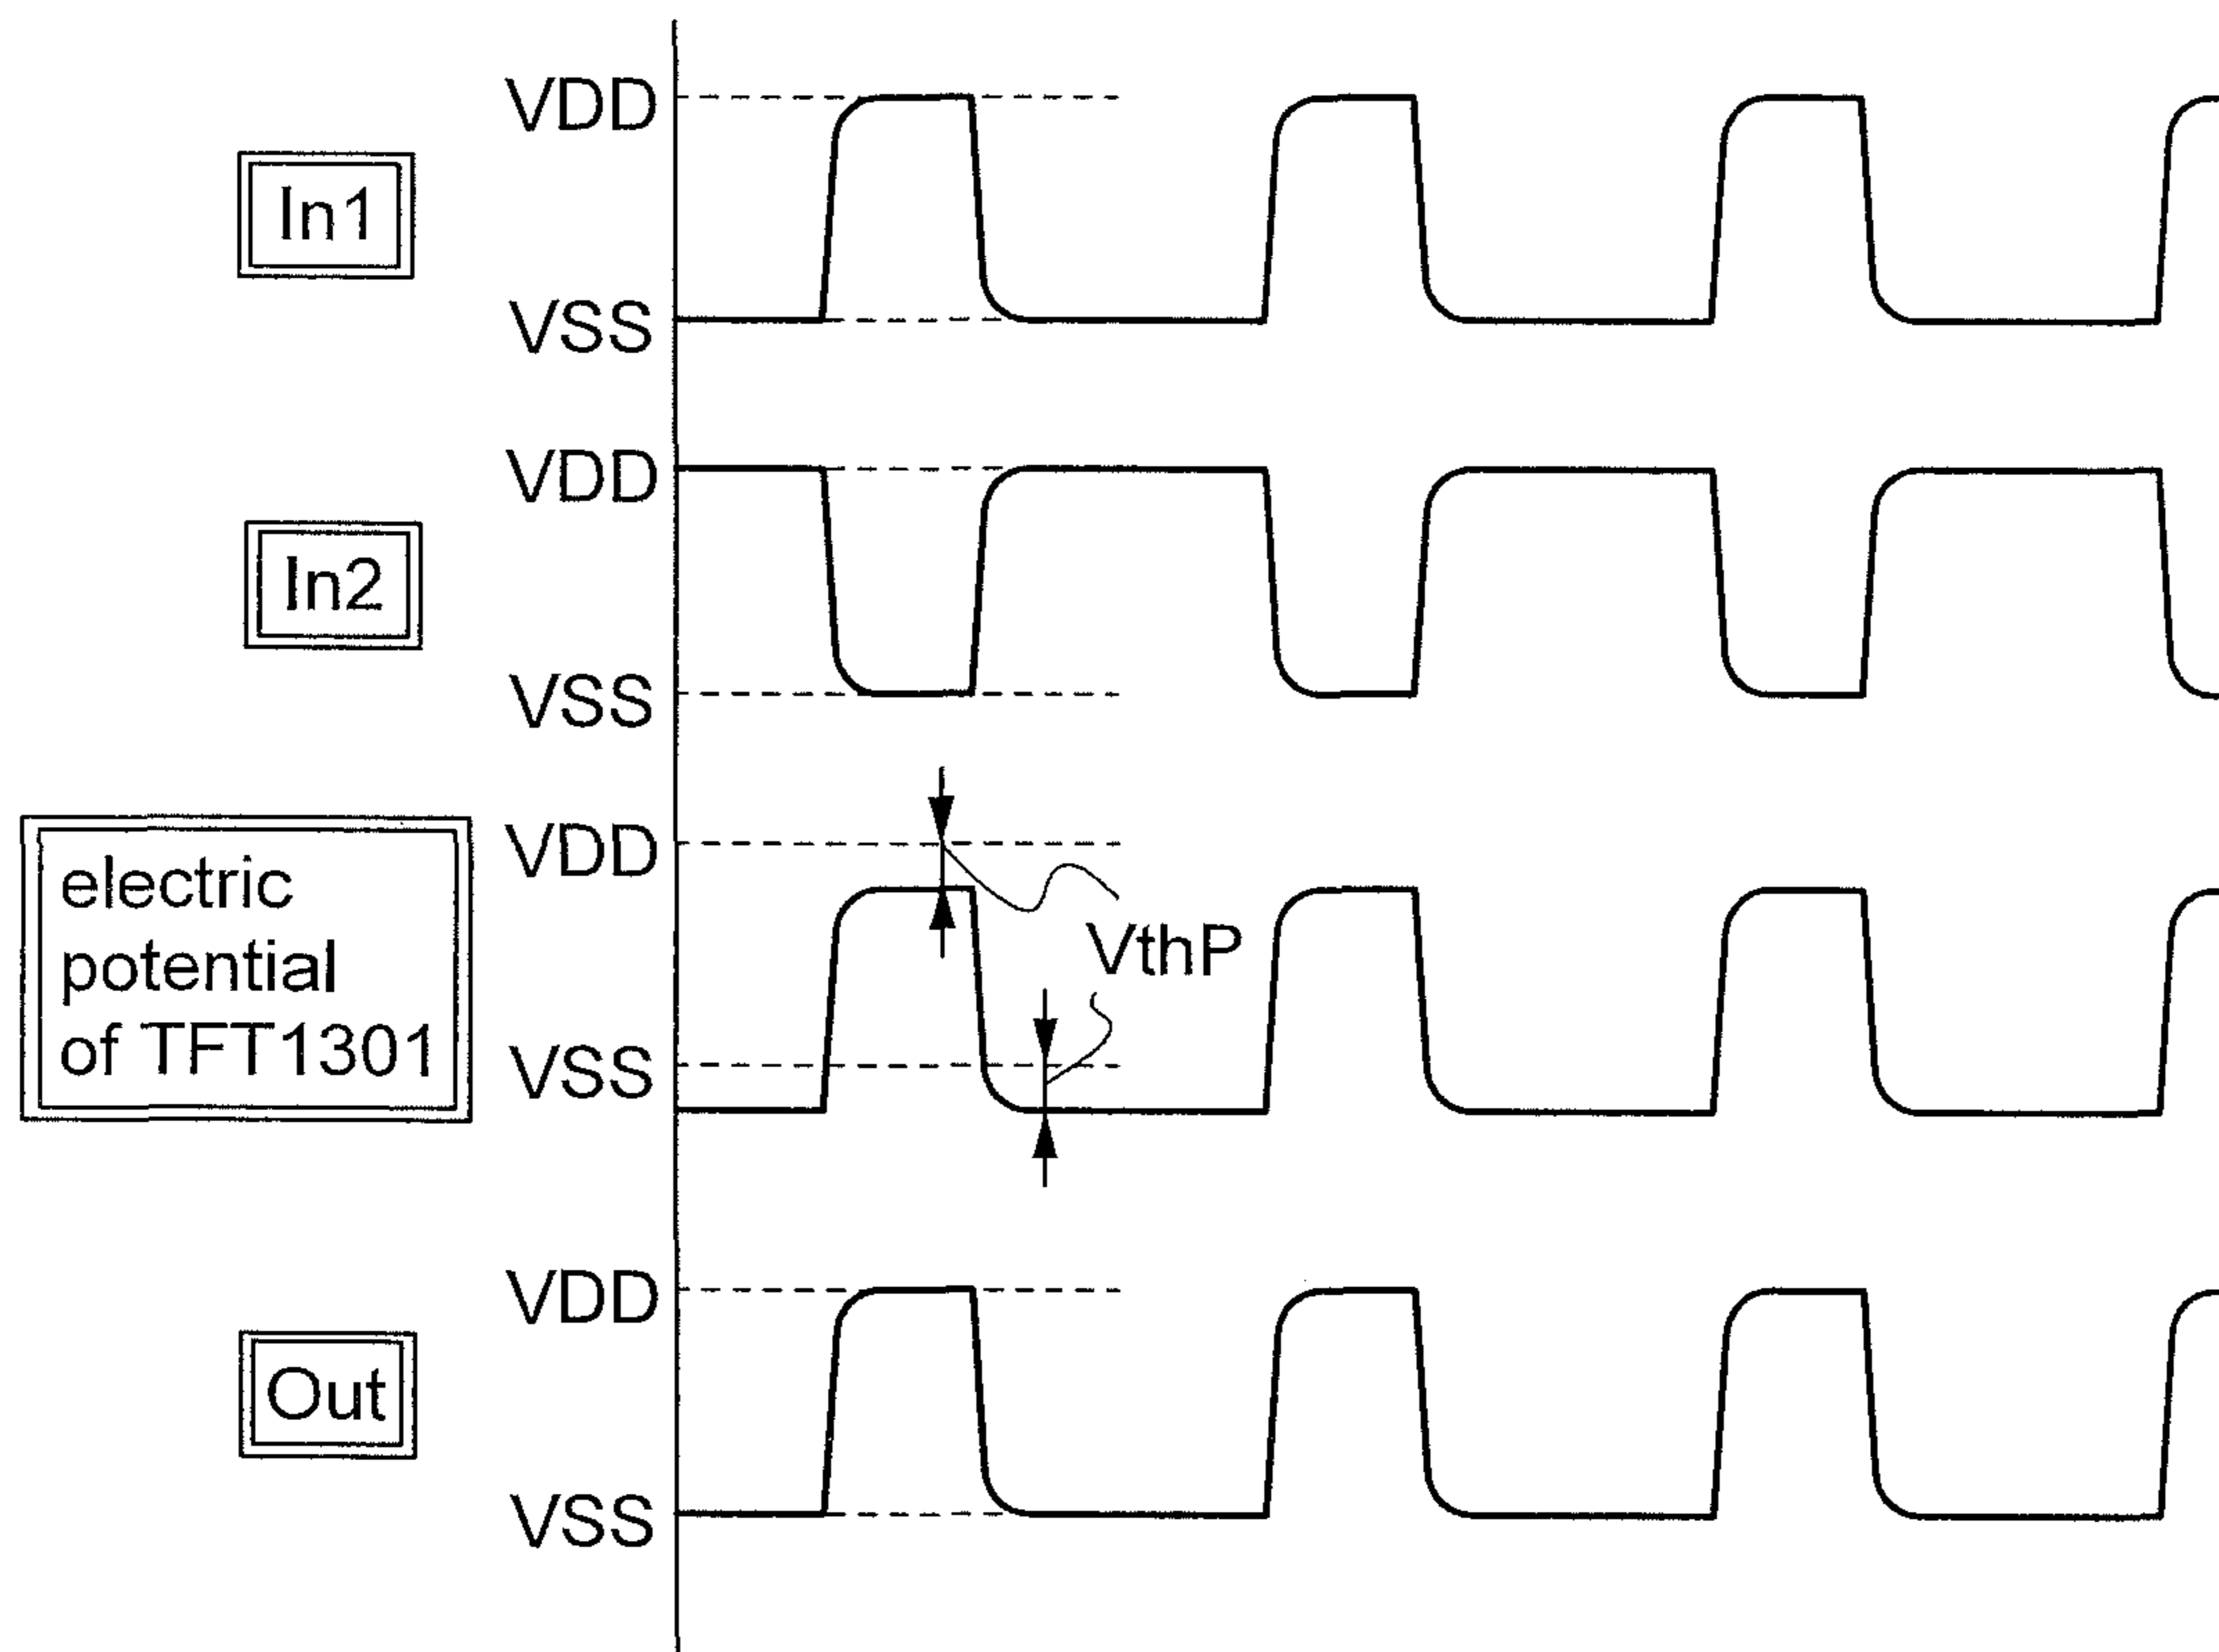 VDD
In1
VSS
VDD
In2
VSS
VDD
electric
potential
of TFT1301
VthP
VSS
VDD
Out
VSS